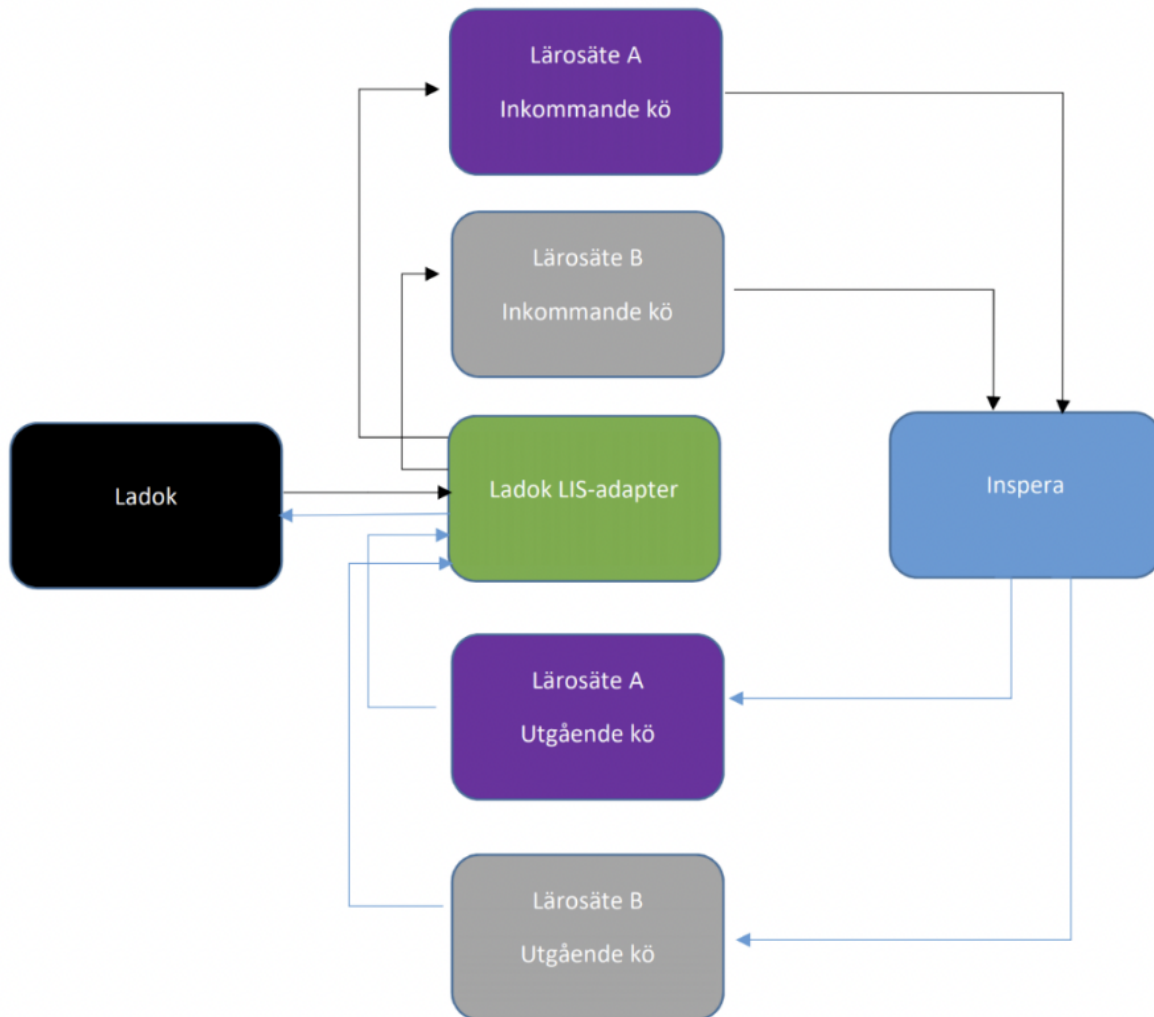 Lärosäte A
Inkommande kö
Lärosäte B
Inkommande kö
Ladok
Ladok LIS-adapter
Inspera
Lärosäte A
Utgående kö
Lärosäte B
Utgående kö